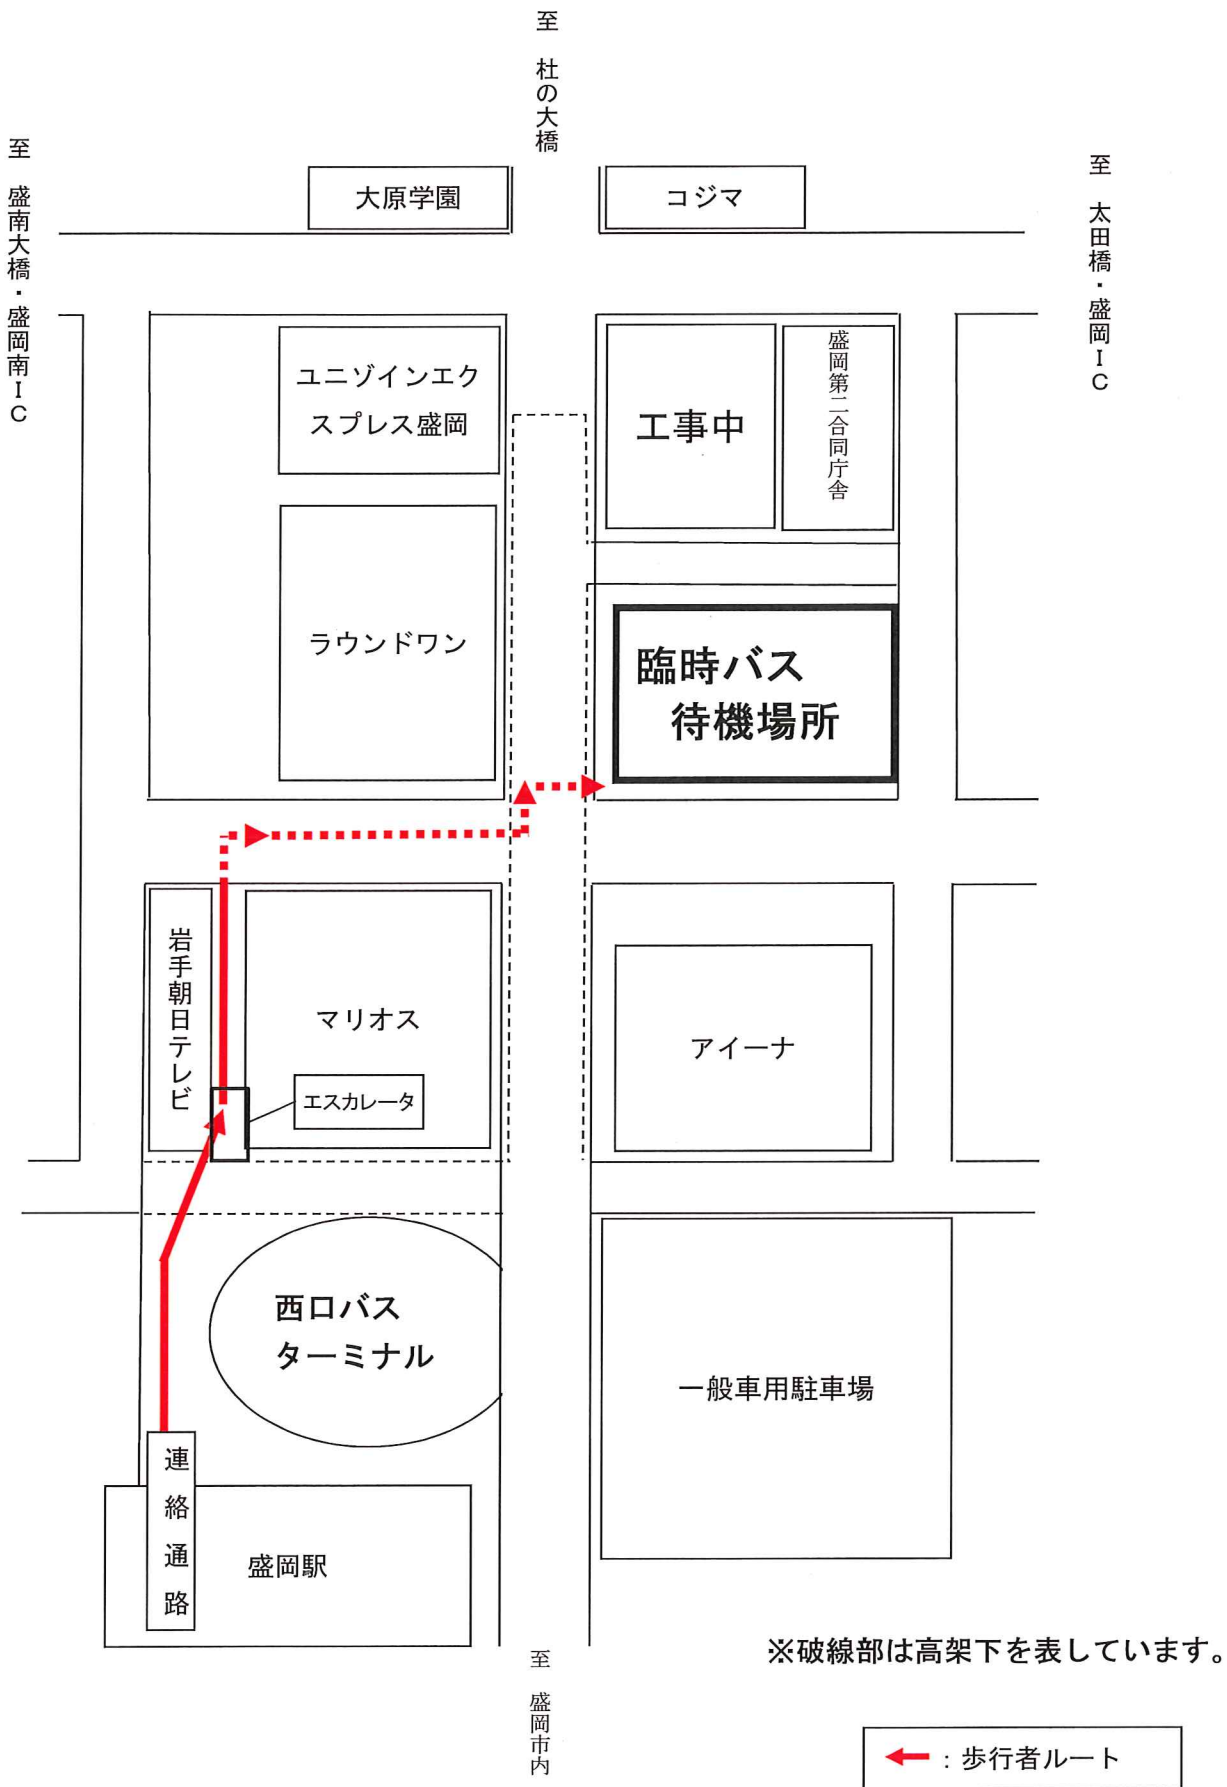 至 杜の大橋
至 盛南大橋・盛岡南IC
至 太田橋・盛岡IC
大原学園
コジマ
ユニゾインエク
スプレス盛岡
工事中
盛岡第二合同庁舎
ラウンドワン
臨時バス
待機場所
岩手朝日テレビ
マリオス
エスカレータ
アイーナ
西口バス
ターミナル
一般車用駐車場
連絡通路
盛岡駅
至 盛岡市内
※破線部は高架下を表しています。
：歩行者ルート